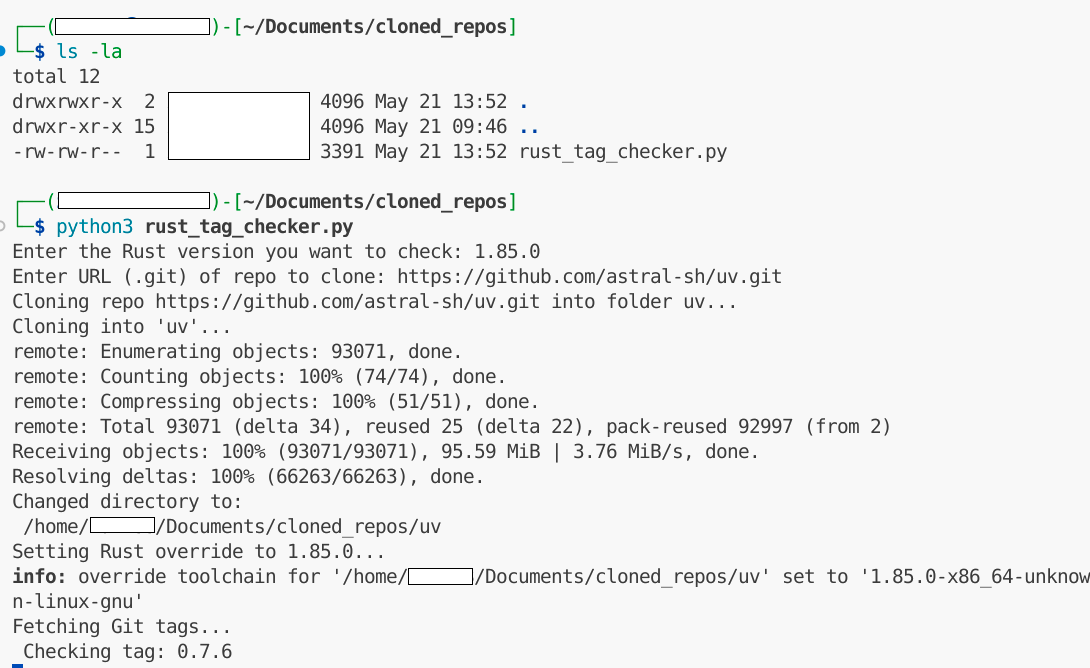 ┌──( )-[~/Documents/cloned_repos]
└─$ ls -la
total 12
drwxrwxr-x  2 4096 May 21 13:52 .
drwxr-xr-x 15 4096 May 21 09:46 ..
-rw-rw-r--  1 3391 May 21 13:52 rust_tag_checker.py
┌──( )-[~/Documents/cloned_repos]
└─$ python3 rust_tag_checker.py
Enter the Rust version you want to check: 1.85.0
Enter URL (.git) of repo to clone: https://github.com/astral-sh/uv.git
Cloning repo https://github.com/astral-sh/uv.git into folder uv...
Cloning into 'uv'...
remote: Enumerating objects: 93071, done.
remote: Counting objects: 100% (74/74), done.
remote: Compressing objects: 100% (51/51), done.
remote: Total 93071 (delta 34), reused 25 (delta 22), pack-reused 92997 (from 2)
Receiving objects: 100% (93071/93071), 95.59 MiB | 3.76 MiB/s, done.
Resolving deltas: 100% (66263/66263), done.
Changed directory to:
 /home/ /Documents/cloned_repos/uv
Setting Rust override to 1.85.0...
info: override toolchain for '/home/ /Documents/cloned_repos/uv' set to '1.85.0-x86_64-unknow
n-linux-gnu'
Fetching Git tags...
 Checking tag: 0.7.6